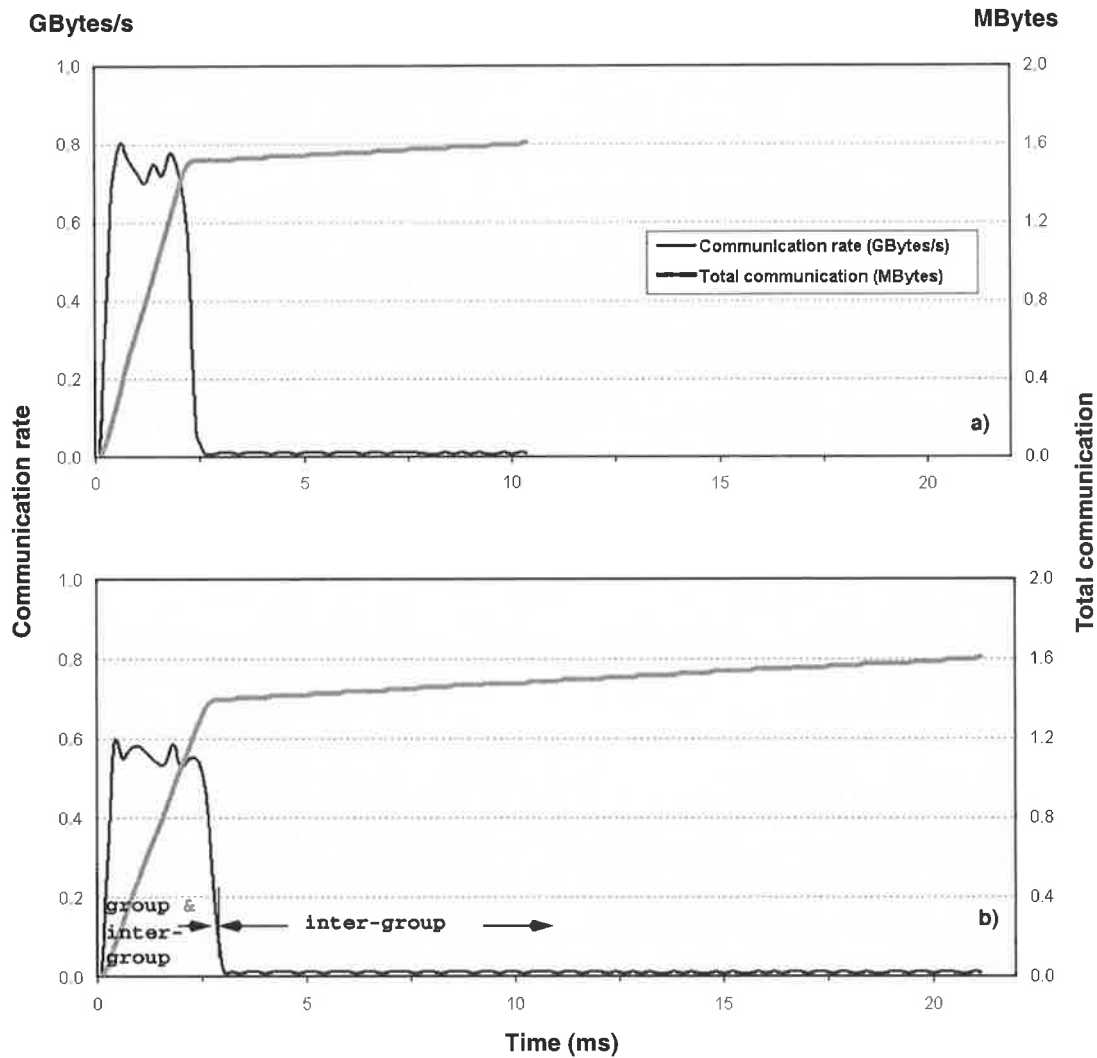 GBytes/s
MBytes
1.0
0.8
0.6
0.4
0.2
0.0
2.0
1.6
1.2
0.8
0.4
0.0
Communication rate (GBytes/s)
Total communication (MBytes)
a)
0
5
10
15
20
Communication rate
Total communication
1.0
0.8
0.6
0.4
0.2
0.0
2.0
1.6
1.2
0.8
0.4
0.0
group &
inter-
group
inter-group
b)
0
5
10
15
20
Time (ms)